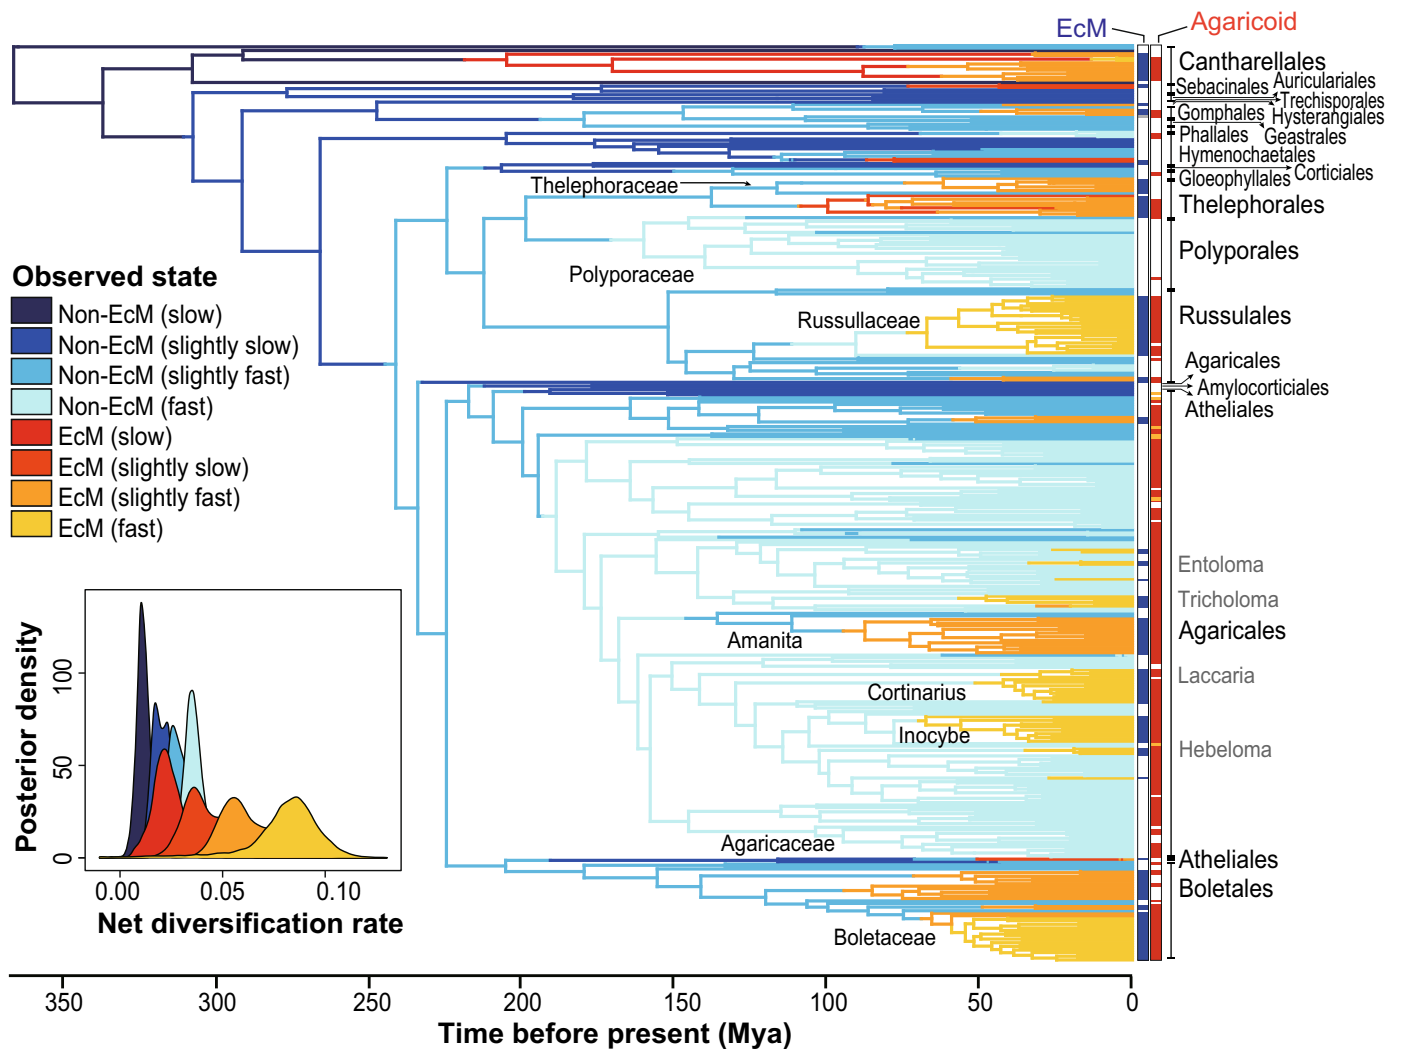 EcM
Agaricoid
Cantharellales
Sebacinales
Auriculariales
Trechisporales
Gomphales
Hysterangiales
Phallales
Geastrales
Hymenochaetales
Corticiales
Gloeophyllales
Thelephoraceae
Thelephorales
Polyporales
Polyporaceae
Observed state
Non-EcM (slow)
Non-EcM (slightly slow)
Non-EcM (slightly fast)
Non-EcM (fast)
EcM (slow)
EcM (slightly slow)
EcM (slightly fast)
EcM (fast)
Russullaceae
Russulales
Agaricales
Amylocorticiales
Atheliales
Entoloma
Tricholoma
Amanita
Agaricales
Laccaria
Cortinarius
Inocybe
Hebeloma
Agaricaceae
Atheliales
Boletales
Boletaceae
Posterior density
100
50
0
0.00 0.05 0.10
Net diversification rate
350 300 250 200 150 100 50 0
Time before present (Mya)